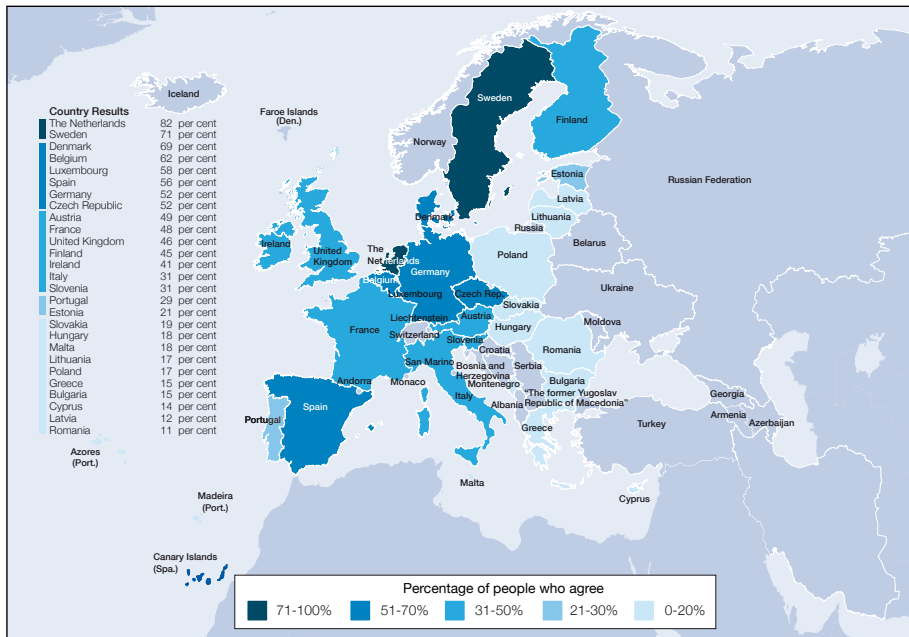 Iceland
Faroe Islands
(Den.)
Country Results
The Netherlands 82 per cent
Sweden 71 per cent
Denmark 69 per cent
Belgium 62 per cent
Luxembourg 58 per cent
Spain 56 per cent
Germany 52 per cent
Czech Republic 52 per cent
Austria 49 per cent
France 48 per cent
United Kingdom 46 per cent
Finland 45 per cent
Ireland 41 per cent
Italy 31 per cent
Slovenia 31 per cent
Portugal 29 per cent
Estonia 21 per cent
Slovakia 19 per cent
Hungary 18 per cent
Malta 18 per cent
Lithuania 17 per cent
Poland 17 per cent
Greece 15 per cent
Bulgaria 15 per cent
Cyprus 14 per cent
Latvia 12 per cent
Romania 11 per cent
Sweden
Finland
Norway
Russian Federation
Estonia
Latvia
Lithuania
Russia
Denmark
Belarus
Ireland
United
Kingdom
The
Netherlands
Poland
Germany
Belgium
Luxembourg
Czech Rep.
Ukraine
Slovakia
Liechtenstein
Austria
Moldova
France
Switzerland
Hungary
Slovenia
Croatia
Romania
San Marino
Bosnia and
Herzegovina
Serbia
Andorra
Monaco
Montenegro
Bulgaria
Italy
"The former Yugoslav
Republic of Macedonia"
Albania
Georgia
Armenia
Azerbaijan
Spain
Portugal
Greece
Turkey
Azores
(Port.)
Malta
Cyprus
Madeira
(Port.)
Canary Islands
(Spa.)
Percentage of people who agree
71-100% 51-70% 31-50% 21-30% 0-20%